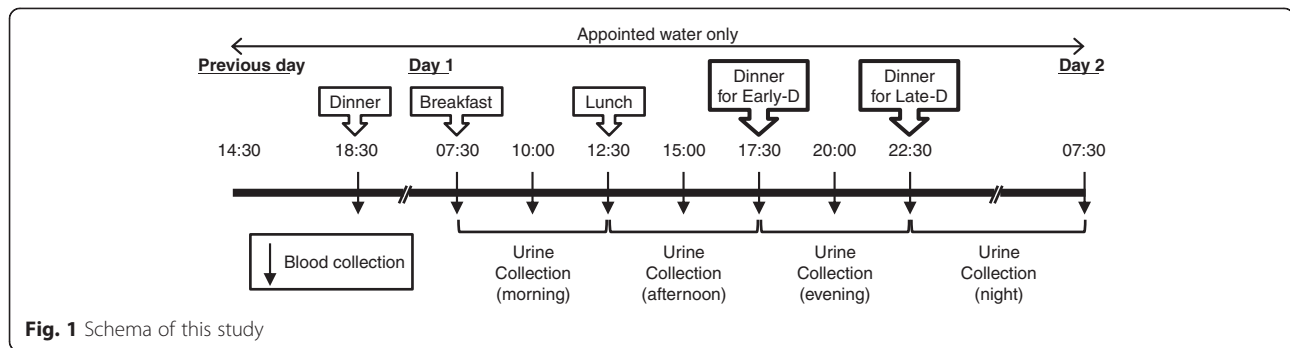 Appointed water only
Previous day Day 1 Day 2
Dinner Breakfast Lunch Dinner for Early-D Dinner for Late-D
14:30 18:30 07:30 10:00 12:30 15:00 17:30 20:00 22:30 07:30
Blood collection
Urine Collection (morning)
Urine Collection (afternoon)
Urine Collection (evening)
Urine Collection (night)
Fig. 1 Schema of this study